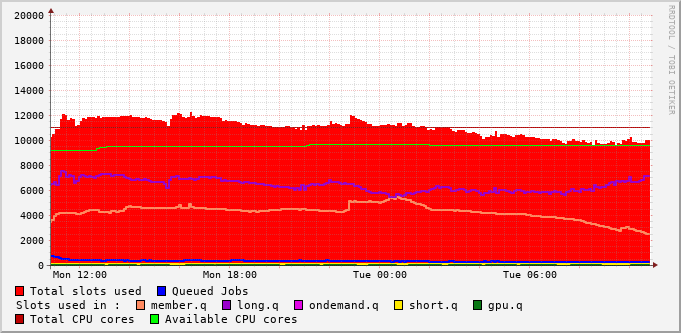 20000
18000
16000
14000
12000
10000
8000
6000
4000
2000
0
Mon 12:00 Mon 18:00 Tue 00:00 Tue 06:00
RRDTOOL / TOBI OETIKER
Total slots used Queued Jobs
Slots used in : member.q long.q ondemand.q short.q gpu.q
Total CPU cores Available CPU cores